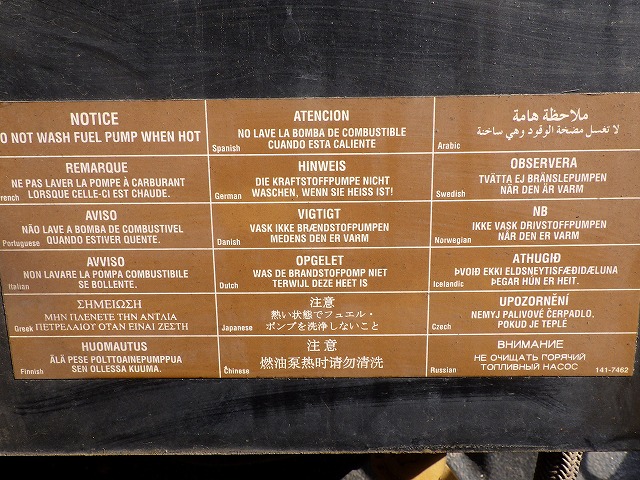 NOTICE
O NOT WASH FUEL PUMP WHEN HOT
ATENCION
NO LAVE LA BOMBA DE COMBUSTIBLE
CUANDO ESTA CALIENTE
Spanish
ملاحظة هامة
لا تغسل مضخة الوقود وهي ساخنة
Arabic
REMARQUE
NE PAS LAVER LA POMPE À CARBURANT
LORSQUE CELLE-CI EST CHAUDE.
rench
HINWEIS
DIE KRAFTSTOFFPUMPE NICHT
WASCHEN, WENN SIE HEISS IST!
German
OBSERVERA
TVÄTTA EJ BRÄNSLEPUMPEN
NÄR DEN ÄR VARM
Swedish
AVISO
NÃO LAVE A BOMBA DE COMBUSTIVEL
QUANDO ESTIVER QUENTE.
Portuguese
VIGTIGT
VASK IKKE BRÆNDSTOFPUMPEN
MEDENS DEN ER VARM
Danish
NB
IKKE VASK DRIVSTOFFPUMPEN
NÅR DEN ER VARM
Norwegian
AVVISO
NON LAVARE LA POMPA COMBUSTIBILE
SE BOLLENTE.
Italian
OPGELET
WAS DE BRANDSTOFPOMP NIET
TERWIJL DEZE HEET IS
Dutch
ATHUGIÐ
ÞVOIÐ EKKI ELDSNEYTISFÆÐIDÆLUNA
ÞEGAR HÚN ER HEIT.
Icelandic
ΣΗΜΕΙΩΣΗ
ΜΗΝ ΠΛΕΝΕΤΕ ΤΗΝ ΑΝΤΛΙΑ
ΠΕΤΡΕΛΑΙΟΥ ΟΤΑΝ ΕΙΝΑΙ ΖΕΣΤΗ
Greek
注意
熱い状態でフュエル・
ポンプを洗浄しないこと
Japanese
UPOZORNĚNÍ
NEMYJ PALIVOVÉ ČERPADLO,
POKUD JE TEPLÉ
Czech
HUOMAUTUS
ÄLÄ PESE POLTTOAINEPUMPPUA
SEN OLLESSA KUUMA.
Finnish
注意
燃油泵热时请勿清洗
Chinese
ВНИМАНИЕ
НЕ ОЧИЩАТЬ ГОРЯЧИЙ
ТОПЛИВНЫЙ НАСОС
Russian
141-7462